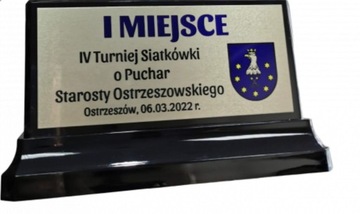 I MIEJSCE
IV Turniej Siatkówki
o Puchar
Starosty Ostrzeszowskiego
Ostrzeszów, 06.03.2022 r.